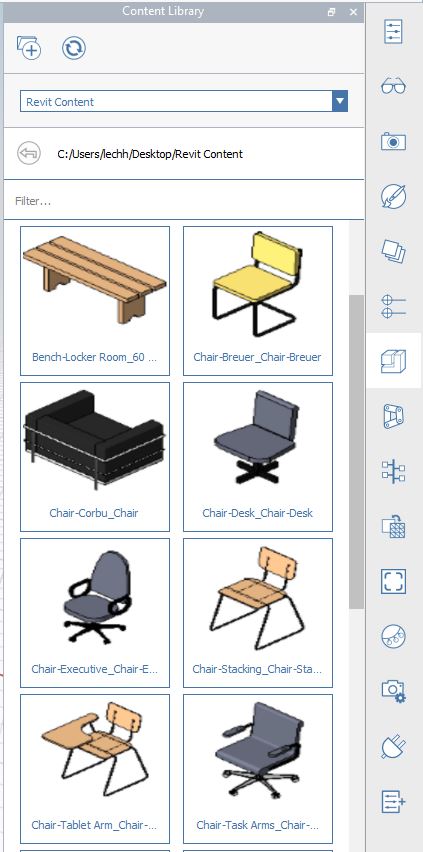 Content Library
Revit Content
C:/Users/lechh/Desktop/Revit Content
Filter...
Bench-Locker Room_60 ...
Chair-Breuer_Chair-Breuer
Chair-Corbu_Chair
Chair-Desk_Chair-Desk
Chair-Executive_Chair-E...
Chair-Stacking_Chair-Sta...
Chair-Tablet Arm_Chair-...
Chair-Task Arms_Chair-...